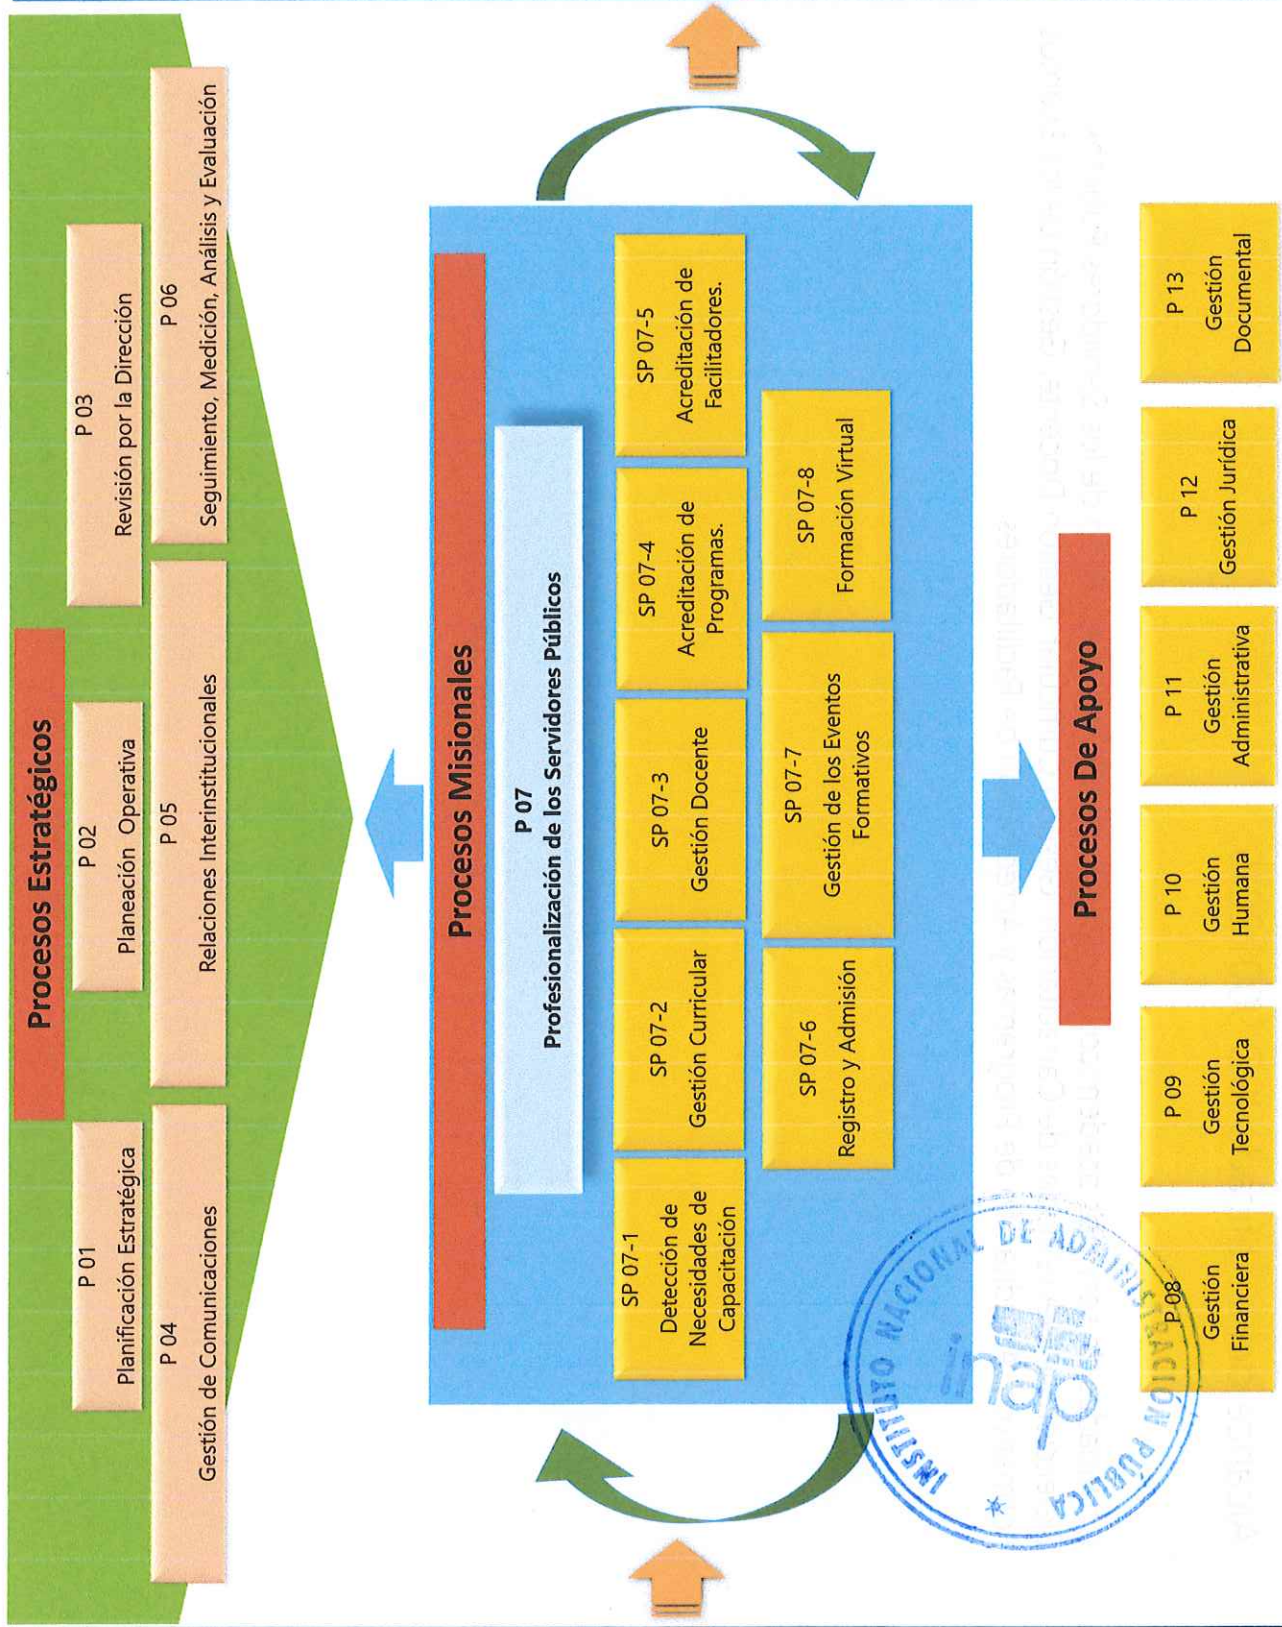 Procesos Estratégicos
P 01
Planificación Estratégica
P 02
Planeación Operativa
P 03
Revisión por la Dirección
P 04
Gestión de Comunicaciones
P 05
Relaciones Interinstitucionales
P 06
Seguimiento, Medición, Análisis y Evaluación
Procesos Misionales
P 07
Profesionalización de los Servidores Públicos
SP 07-1
Detección de
Necesidades de
Capacitación
SP 07-2
Gestión Curricular
SP 07-3
Gestión Docente
SP 07-4
Acreditación de
Programas.
SP 07-5
Acreditación de
Facilitadores.
SP 07-6
Registro y Admisión
SP 07-7
Gestión de los Eventos
Formativos
SP 07-8
Formación Virtual
Procesos De Apoyo
P 08
Gestión
Financiera
P 09
Gestión
Tecnológica
P 10
Gestión
Humana
P 11
Gestión
Administrativa
P 12
Gestión Jurídica
P 13
Gestión
Documental
INSTITUTO NACIONAL DE ADMINISTRACIÓN PÚBLICA
inap